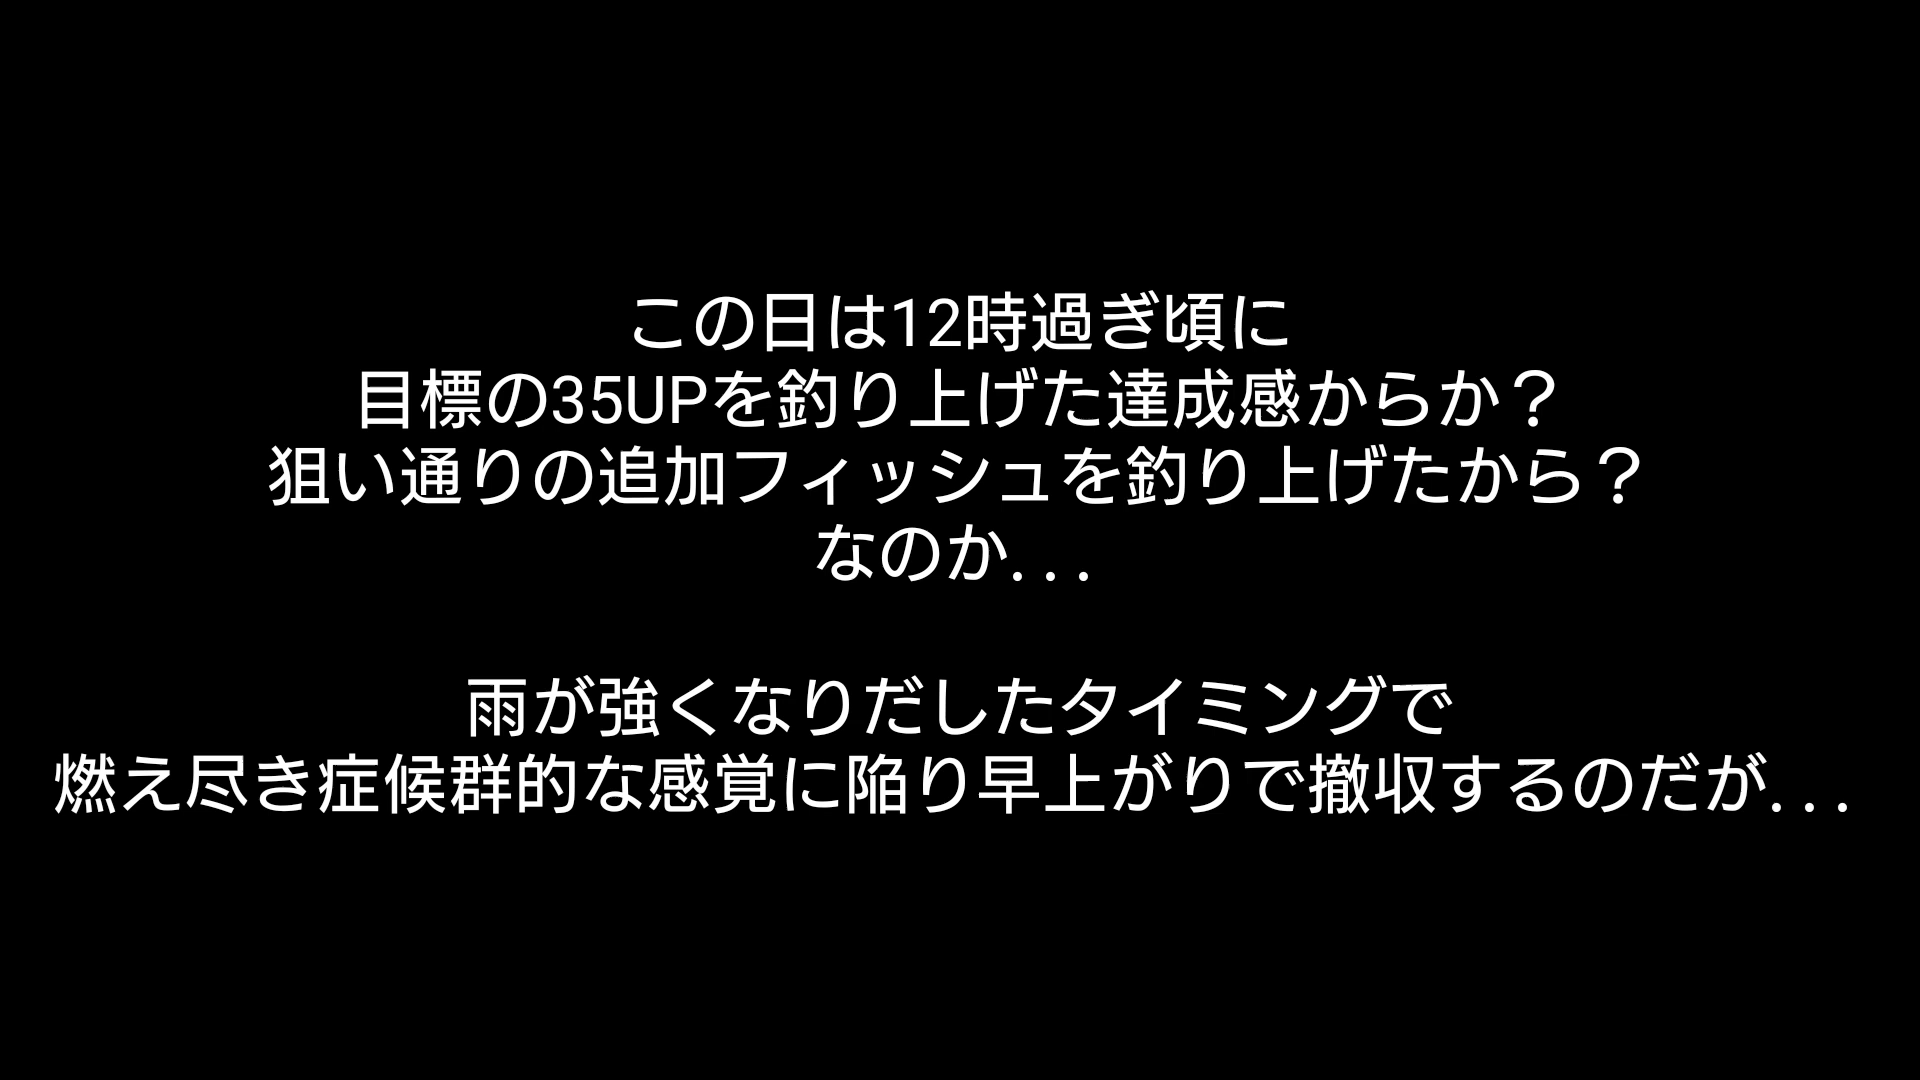 この日は12時過ぎ頃に
目標の35UPを釣り上げた達成感からか？
狙い通りの追加フィッシュを釣り上げたから？
なのか...
雨が強くなりだしたタイミングで
燃え尽き症候群的な感覚に陥り早上がりで撤収するのだが...